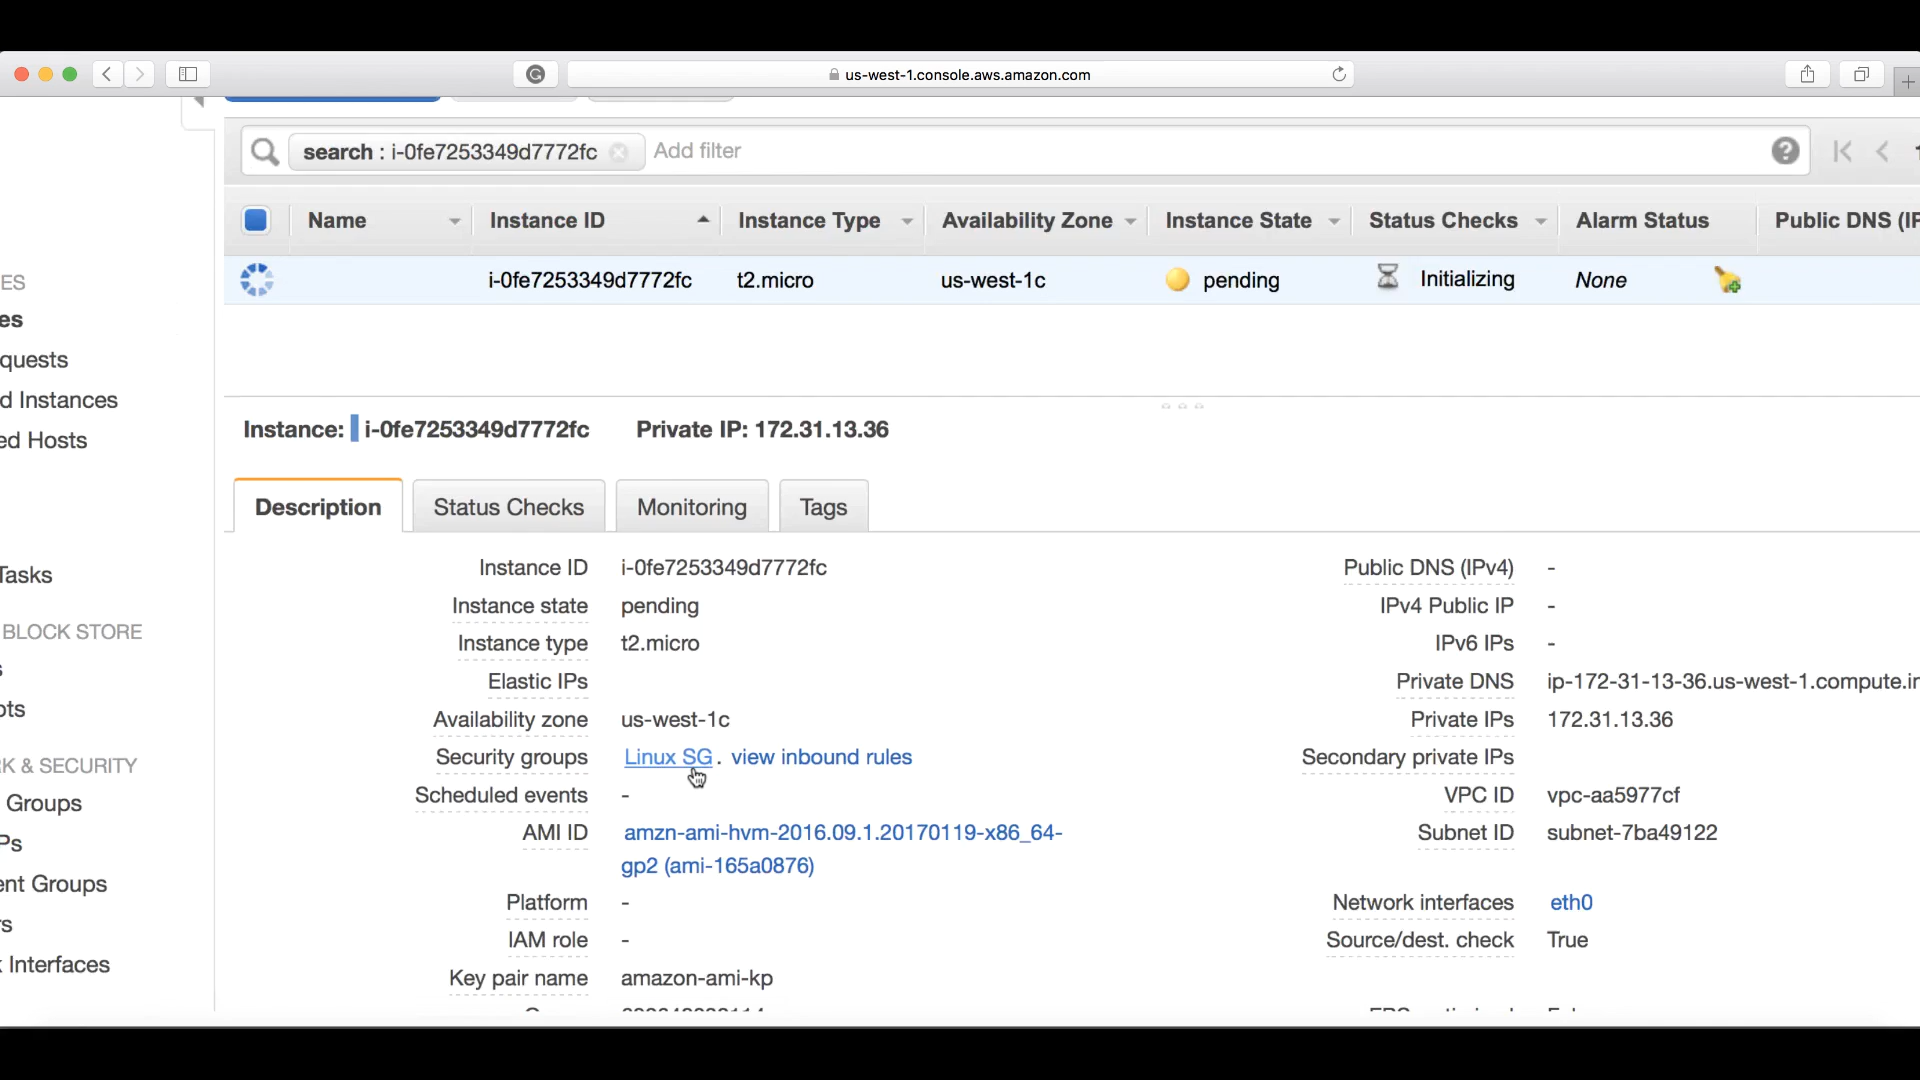 us-west-1.console.aws.amazon.com
search : i-0fe7253349d7772fc Add filter
Name Instance ID Instance Type Availability Zone Instance State Status Checks Alarm Status Public DNS (IP
i-0fe7253349d7772fc t2.micro us-west-1c pending Initializing None
ES
es
quests
d Instances
ed Hosts
Tasks
BLOCK STORE
s
ots
RK & SECURITY
Groups
Ps
ent Groups
rs
k Interfaces
Instance: i-0fe7253349d7772fc Private IP: 172.31.13.36
Description Status Checks Monitoring Tags
Instance ID i-0fe7253349d7772fc Public DNS (IPv4) -
Instance state pending IPv4 Public IP -
Instance type t2.micro IPv6 IPs -
Elastic IPs Private DNS ip-172-31-13-36.us-west-1.compute.in
Availability zone us-west-1c Private IPs 172.31.13.36
Security groups Linux SG. view inbound rules Secondary private IPs
Scheduled events - VPC ID vpc-aa5977cf
AMI ID amzn-ami-hvm-2016.09.1.20170119-x86_64- Subnet ID subnet-7ba49122
gp2 (ami-165a0876)
Platform - Network interfaces eth0
IAM role - Source/dest. check True
Key pair name amazon-ami-kp